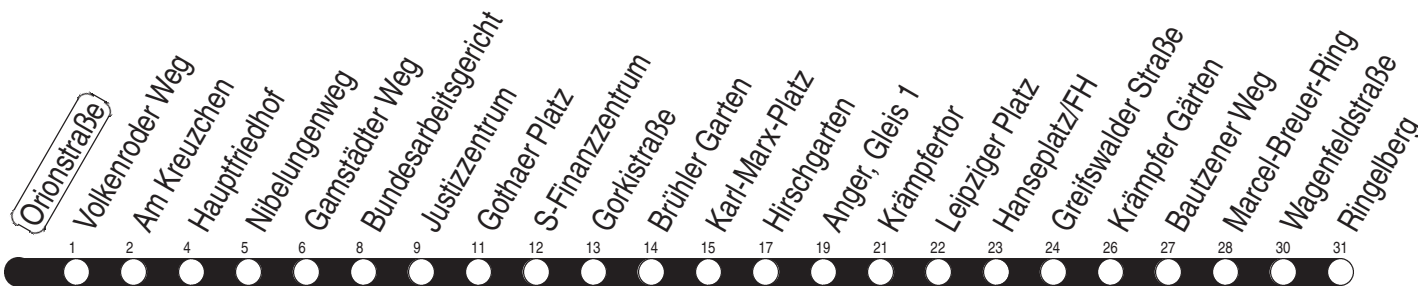 Orionstraße
Volkenroder Weg
Am Kreuzchen
Hauptfriedhof
Nibelungenweg
Gamstädter Weg
Bundesarbeitsgericht
Justizzentrum
Gothaer Platz
S-Finanzzentrum
Gorkistraße
Brühler Garten
Karl-Marx-Platz
Hirschgarten
Anger, Gleis 1
Krämpfertor
Leipziger Platz
Hanseplatz/FH
Greifswalder Straße
Krämpfer Gärten
Bautzener Weg
Marcel-Breuer-Ring
Wagenfeldstraße
Ringelberg
1 2 4 5 6 8 9 11 12 13 14 15 17 19 21 22 23 24 26 27 28 30 31